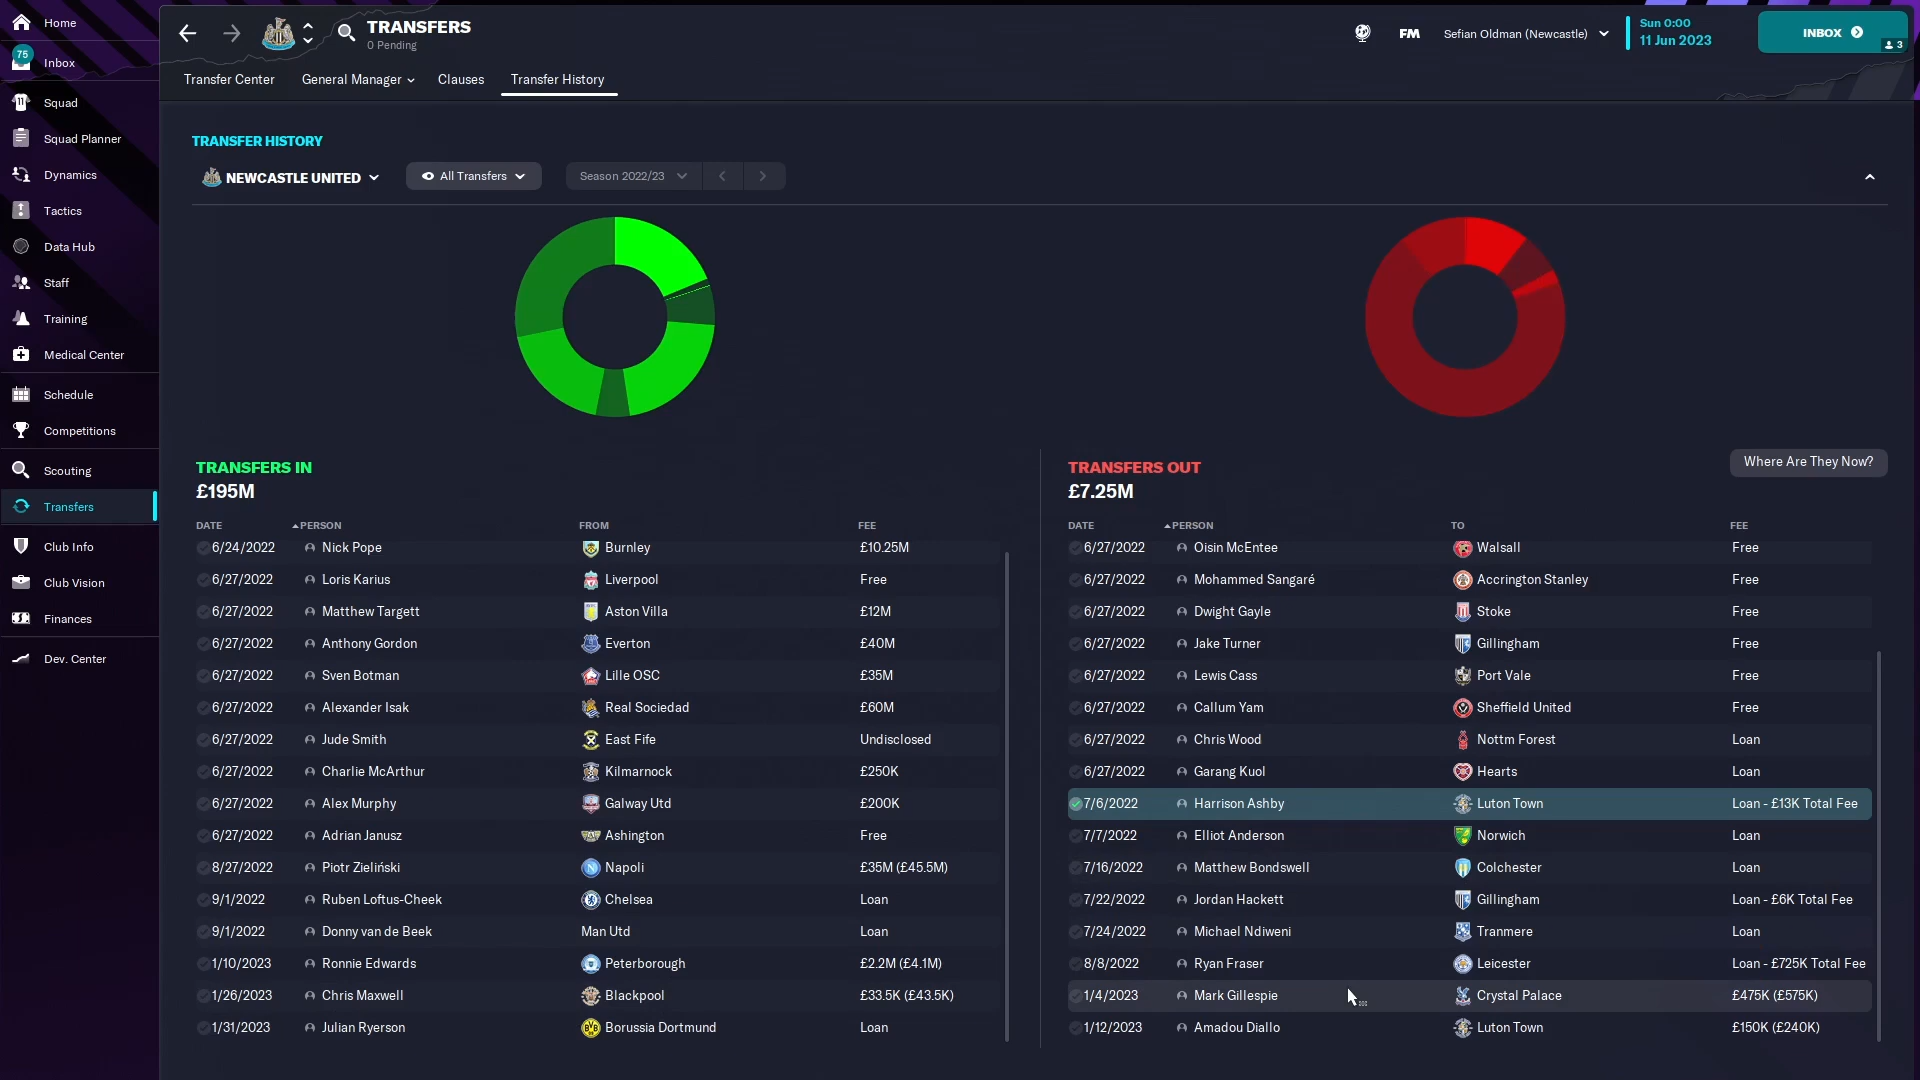 Home
75
Inbox
Squad
Squad Planner
Dynamics
Tactics
Data Hub
Staff
Training
Medical Center
Schedule
Competitions
Scouting
Transfers
Club Info
Club Vision
Finances
Dev. Center
TRANSFERS
0 Pending
FM
Sefian Oldman (Newcastle)
Sun 0:00
11 Jun 2023
INBOX
3
Transfer Center General Manager Clauses Transfer History
TRANSFER HISTORY
NEWCASTLE UNITED All Transfers Season 2022/23
TRANSFERS IN
£195M
DATE PERSON FROM FEE
6/24/2022 Nick Pope Burnley £10.25M
6/27/2022 Loris Karius Liverpool Free
6/27/2022 Matthew Targett Aston Villa £12M
6/27/2022 Anthony Gordon Everton £40M
6/27/2022 Sven Botman Lille OSC £35M
6/27/2022 Alexander Isak Real Sociedad £60M
6/27/2022 Jude Smith East Fife Undisclosed
6/27/2022 Charlie McArthur Kilmarnock £250K
6/27/2022 Alex Murphy Galway Utd £200K
6/27/2022 Adrian Janusz Ashington Free
8/27/2022 Piotr Zieliński Napoli £35M (£45.5M)
9/1/2022 Ruben Loftus-Cheek Chelsea Loan
9/1/2022 Donny van de Beek Man Utd Loan
1/10/2023 Ronnie Edwards Peterborough £2.2M (£4.1M)
1/26/2023 Chris Maxwell Blackpool £33.5K (£43.5K)
1/31/2023 Julian Ryerson Borussia Dortmund Loan
TRANSFERS OUT
£7.25M
Where Are They Now?
DATE PERSON TO FEE
6/27/2022 Oisin McEntee Walsall Free
6/27/2022 Mohammed Sangaré Accrington Stanley Free
6/27/2022 Dwight Gayle Stoke Free
6/27/2022 Jake Turner Gillingham Free
6/27/2022 Lewis Cass Port Vale Free
6/27/2022 Callum Yam Sheffield United Free
6/27/2022 Chris Wood Nottm Forest Loan
6/27/2022 Garang Kuol Hearts Loan
7/6/2022 Harrison Ashby Luton Town Loan - £13K Total Fee
7/7/2022 Elliot Anderson Norwich Loan
7/16/2022 Matthew Bondswell Colchester Loan
7/22/2022 Jordan Hackett Gillingham Loan - £6K Total Fee
7/24/2022 Michael Ndiweni Tranmere Loan
8/8/2022 Ryan Fraser Leicester Loan - £725K Total Fee
1/4/2023 Mark Gillespie Crystal Palace £475K (£575K)
1/12/2023 Amadou Diallo Luton Town £150K (£240K)